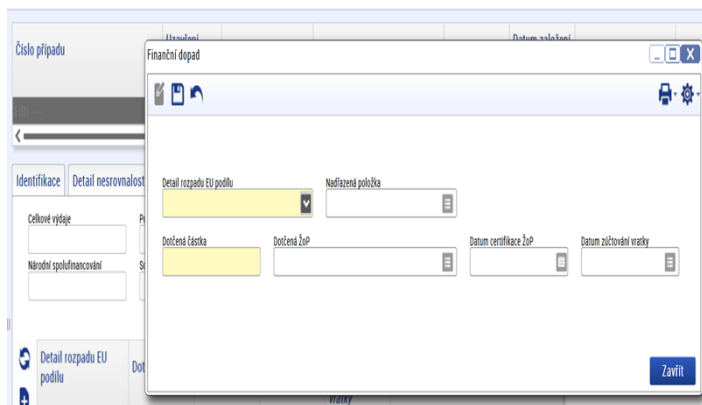 Uzavření
Datum založení
Číslo případu
Finanční dopad
X
Filtr
Identifikace
Detail nesrovnalost
Detail rozpadu EU podílu
Nadřazená položka
Celkové výdaje
Dotčená částka
Dotčená ŽoP
Datum certifikace ŽoP
Datum zúčtování vratky
Národní spolufinancování
Detail rozpadu EU
podílu
Dot
Zavřít
vratky